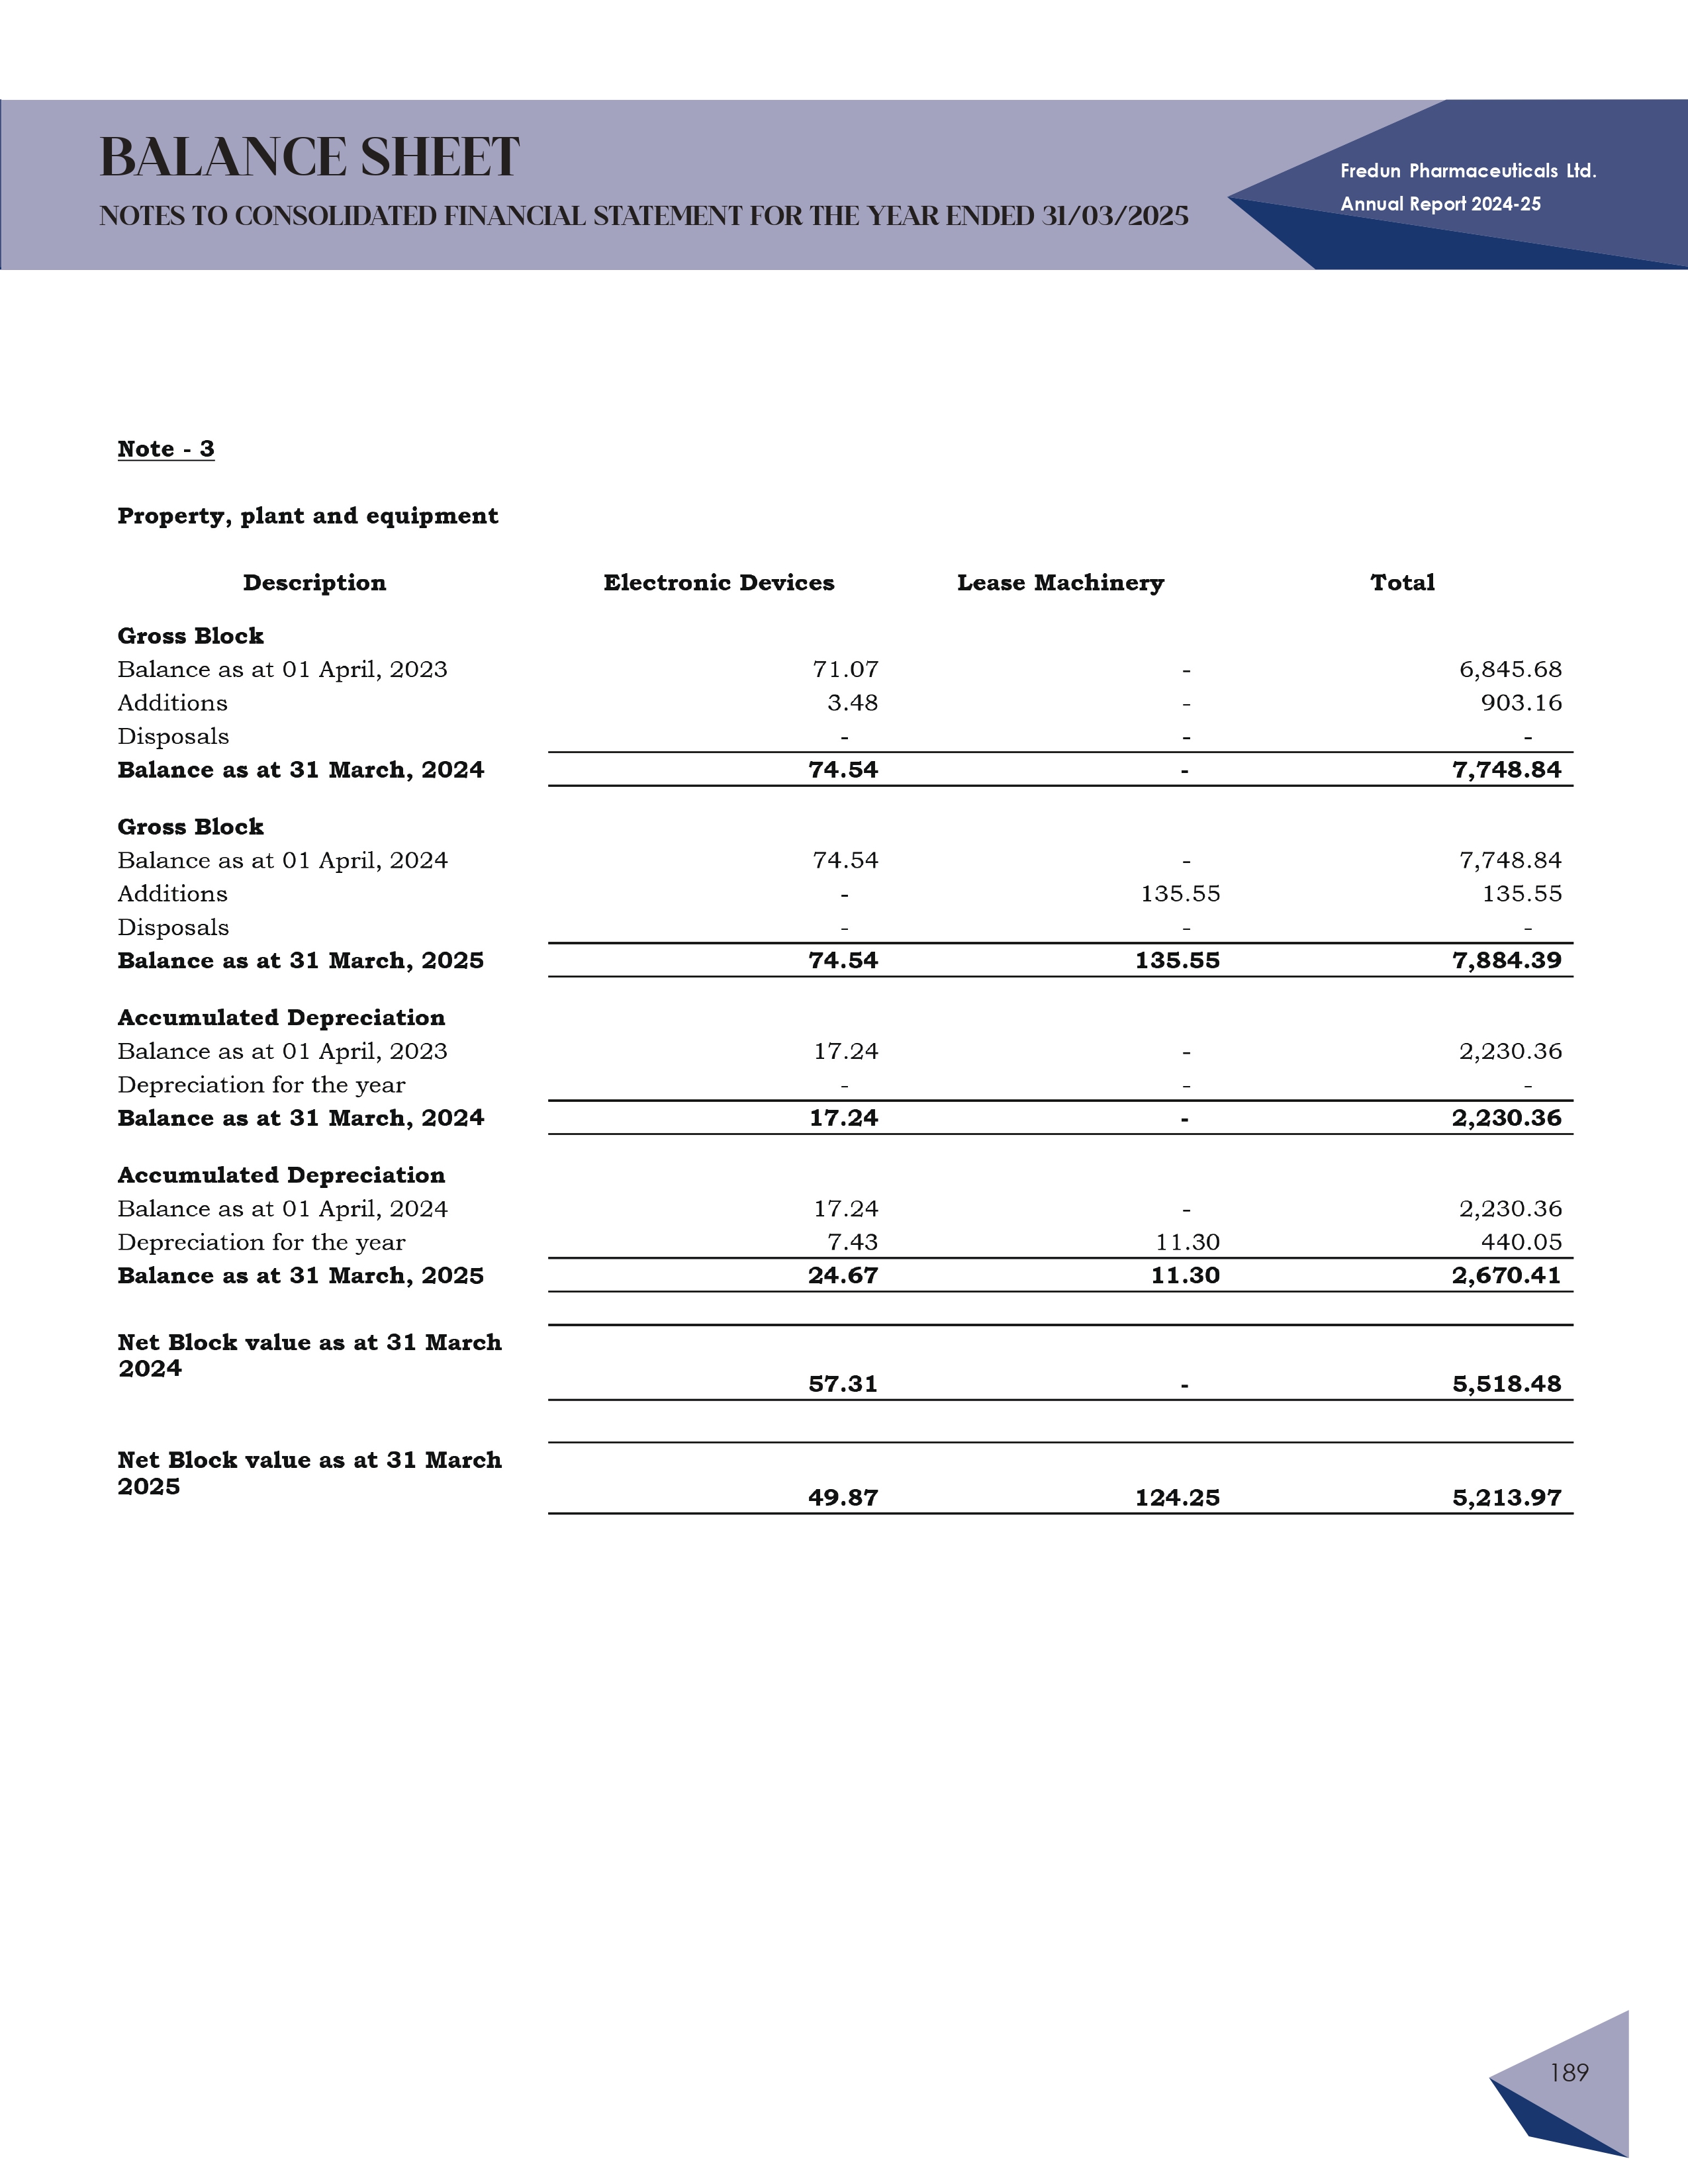 BALANCE SHEET
NOTES TO CONSOLIDATED FINANCIAL STATEMENT FOR THE YEAR ENDED 31/03/2025
Fredun Pharmaceuticals Ltd.
Annual Report 2024-25
Note - 3
Property, plant and equipment
Description Electronic Devices Lease Machinery Total
Gross Block
Balance as at 01 April, 2023 71.07 - 6,845.68
Additions 3.48 - 903.16
Disposals - - -
Balance as at 31 March, 2024 74.54 - 7,748.84
Gross Block
Balance as at 01 April, 2024 74.54 - 7,748.84
Additions - 135.55 135.55
Disposals - - -
Balance as at 31 March, 2025 74.54 135.55 7,884.39
Accumulated Depreciation
Balance as at 01 April, 2023 17.24 - 2,230.36
Depreciation for the year - - -
Balance as at 31 March, 2024 17.24 - 2,230.36
Accumulated Depreciation
Balance as at 01 April, 2024 17.24 - 2,230.36
Depreciation for the year 7.43 11.30 440.05
Balance as at 31 March, 2025 24.67 11.30 2,670.41
Net Block value as at 31 March
2024
57.31 - 5,518.48
Net Block value as at 31 March
2025
49.87 124.25 5,213.97
189